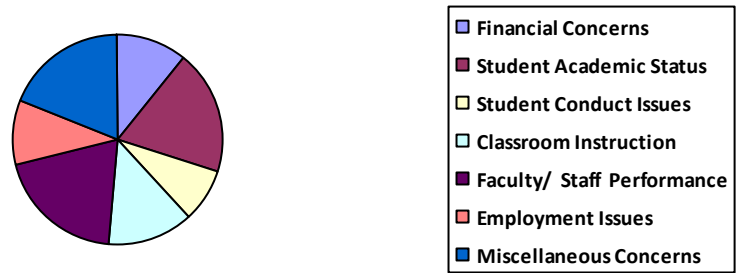 Financial Concerns
Student Academic Status
Student Conduct Issues
Classroom Instruction
Faculty/ Staff Performance
Employment Issues
Miscellaneous Concerns